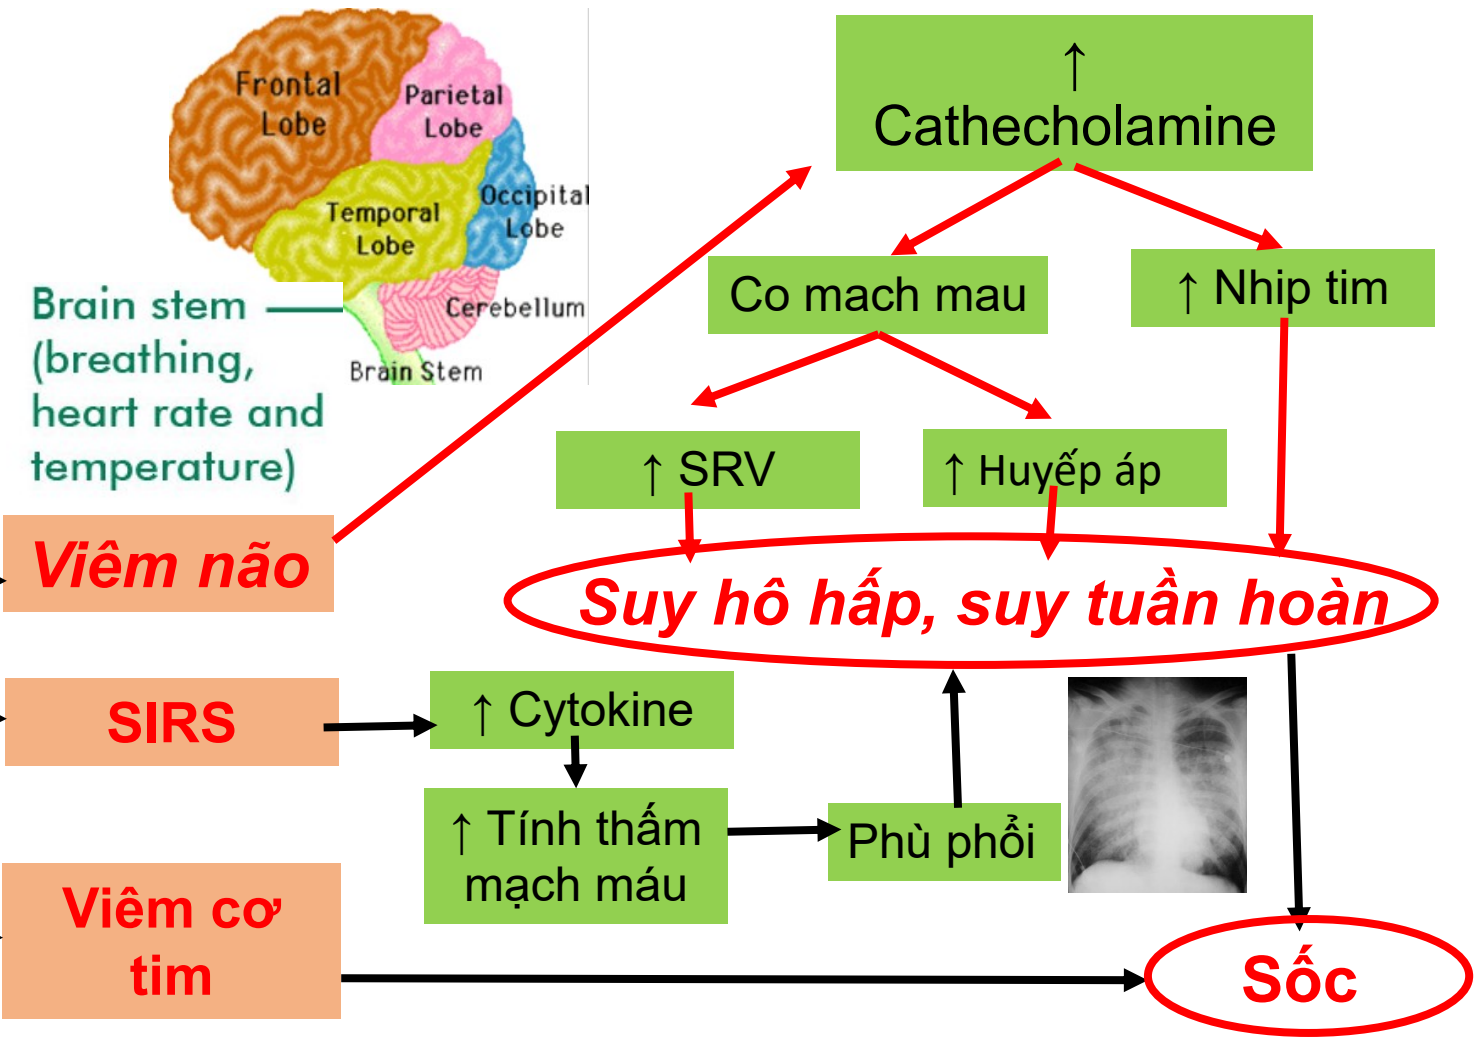 Frontal
Lobe
Parietal
Lobe
Temporal
Lobe
Occipital
Lobe
Cerebellum
Brain Stem
Brain stem
(breathing,
heart rate and
temperature)
↑
Cathecholamine
Co mach mau
↑ Nhip tim
↑ SRV
↑ Huyếp áp
Viêm não
Suy hô hấp, suy tuần hoàn
SIRS
↑ Cytokine
↑ Tính thấm
mạch máu
Phù phổi
Viêm cơ
tim
Sốc